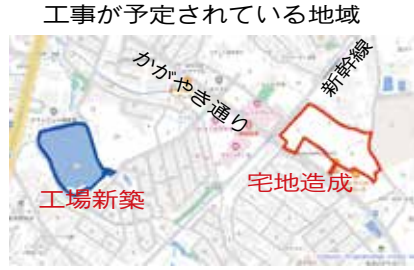 工事が予定されている地域
かがやき通り
新幹線
工場新築
宅地造成